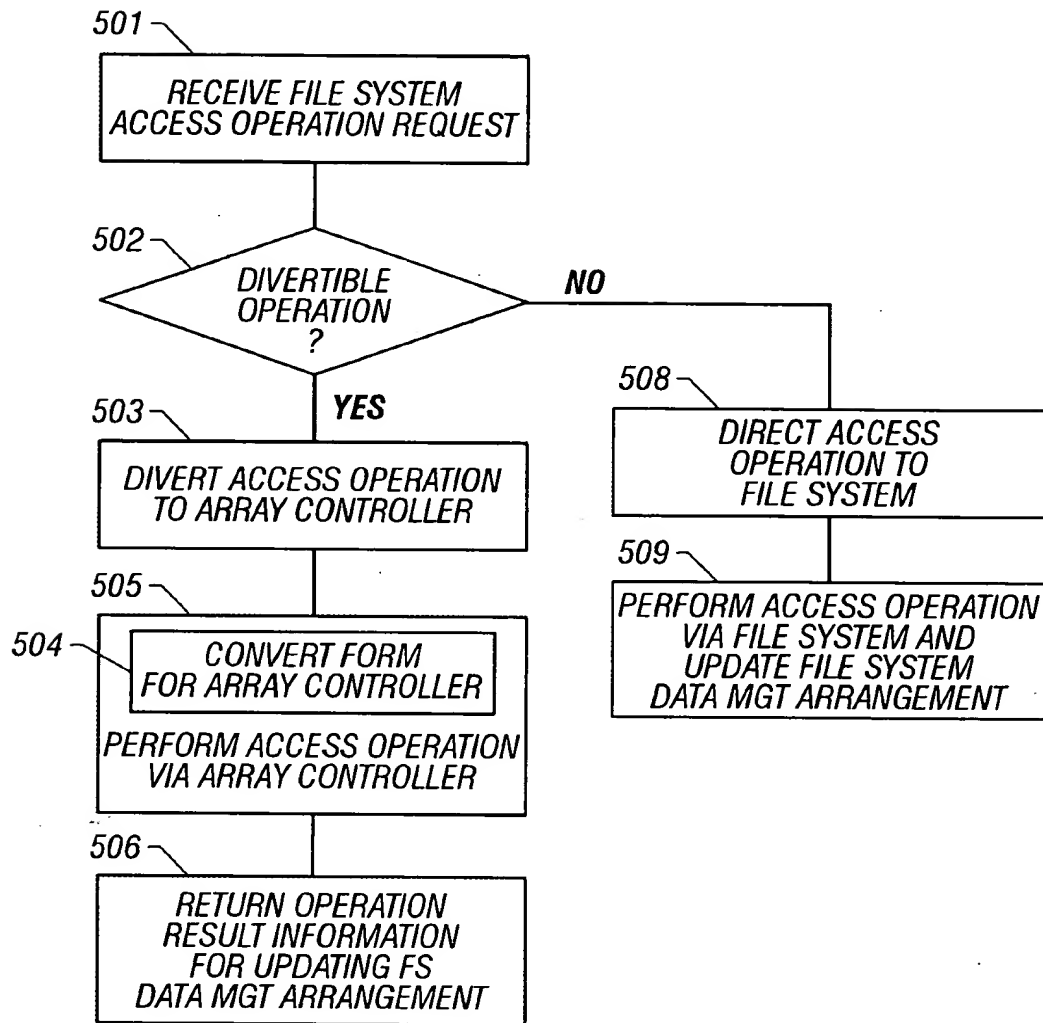 501
RECEIVE FILE SYSTEM
ACCESS OPERATION REQUEST
502
DIVERTIBLE
OPERATION
?
NO
YES
503
DIVERT ACCESS OPERATION
TO ARRAY CONTROLLER
505
504
CONVERT FORM
FOR ARRAY CONTROLLER
PERFORM ACCESS OPERATION
VIA ARRAY CONTROLLER
506
RETURN OPERATION
RESULT INFORMATION
FOR UPDATING FS
DATA MGT ARRANGEMENT
508
DIRECT ACCESS
OPERATION TO
FILE SYSTEM
509
PERFORM ACCESS OPERATION
VIA FILE SYSTEM AND
UPDATE FILE SYSTEM
DATA MGT ARRANGEMENT